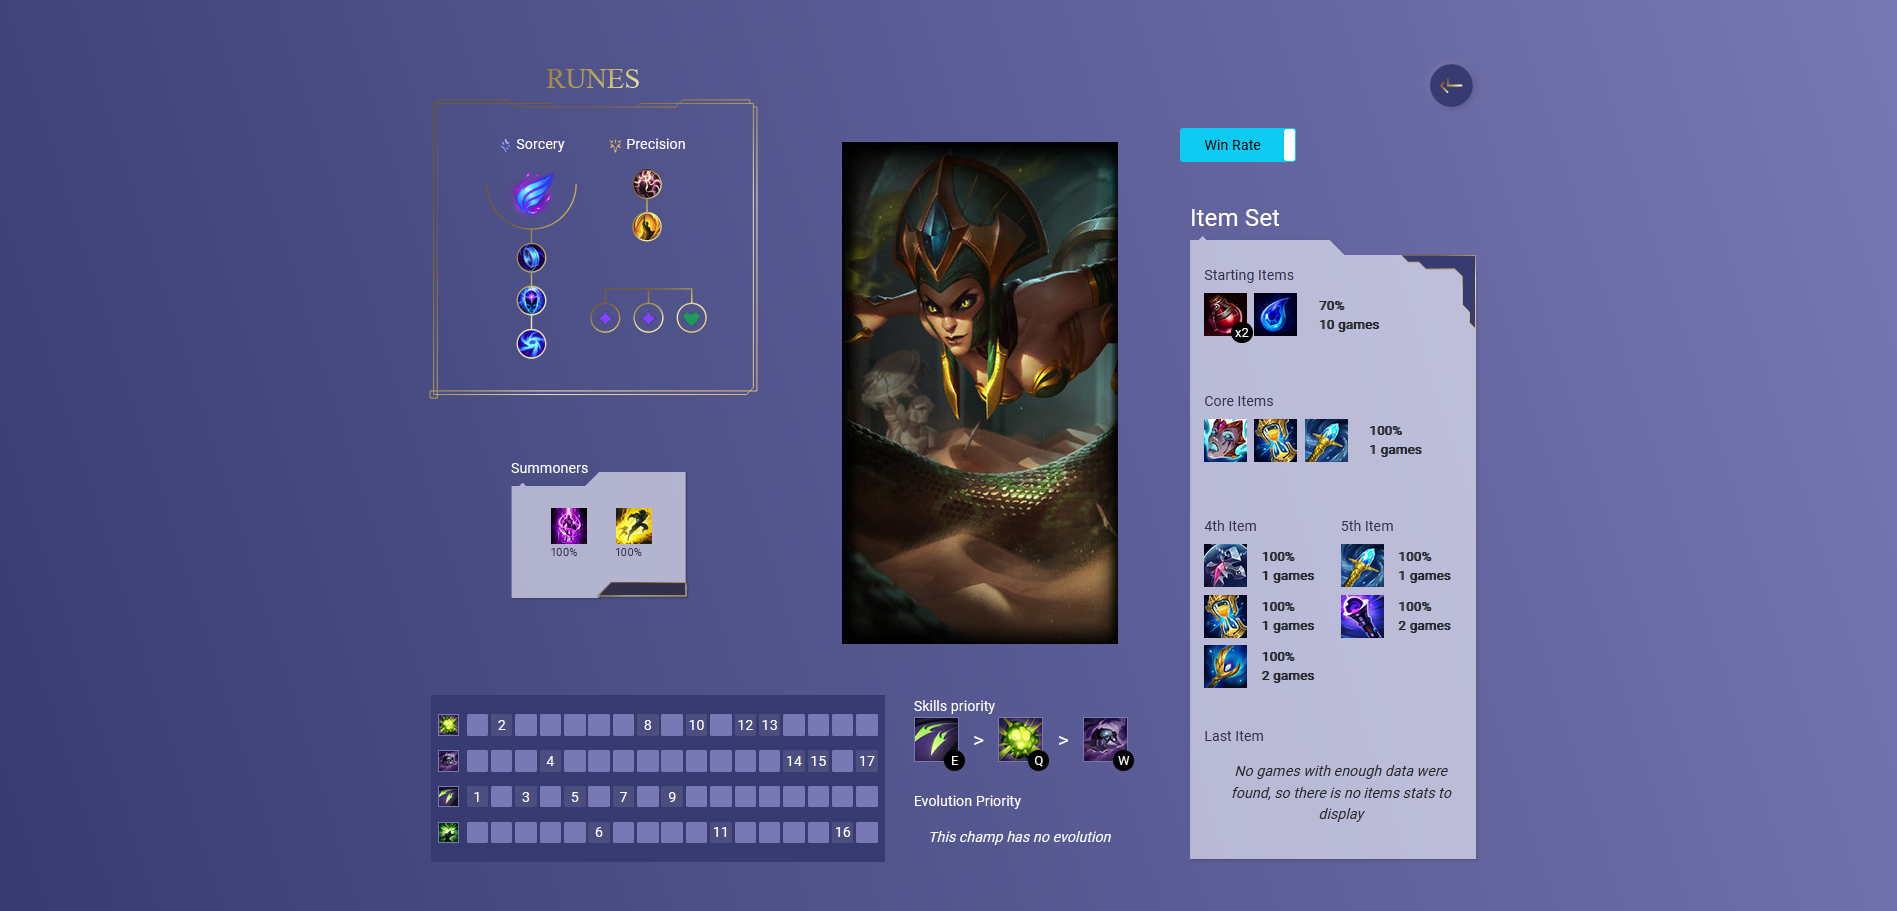 RUNES
Sorcery
Precision
Win Rate
Item Set
Starting Items
x2
70%
10 games
Core Items
100%
1 games
Summoners
100%
100%
4th Item
5th Item
100%
1 games
100%
1 games
100%
1 games
100%
2 games
100%
2 games
Last Item
No games with enough data were
found, so there is no items stats to
display
2 8 10 12 13
4 14 15 17
1 3 5 7 9
6 11 16
Skills priority
E > Q > W
Evolution Priority
This champ has no evolution